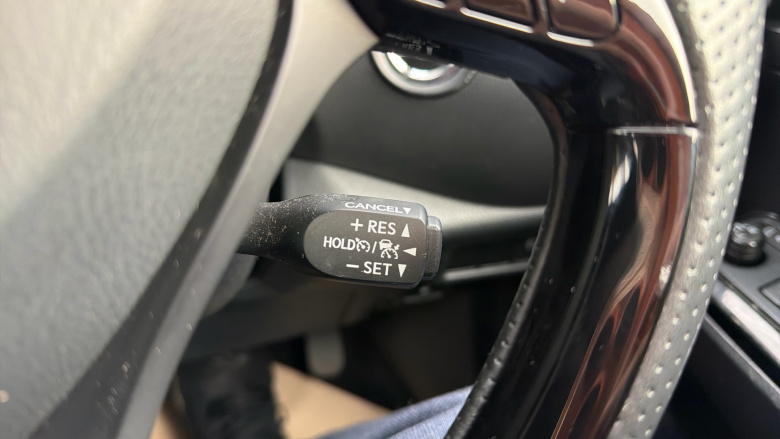 CANCEL▼
+ RES ▲
HOLD / ◄
− SET ▼